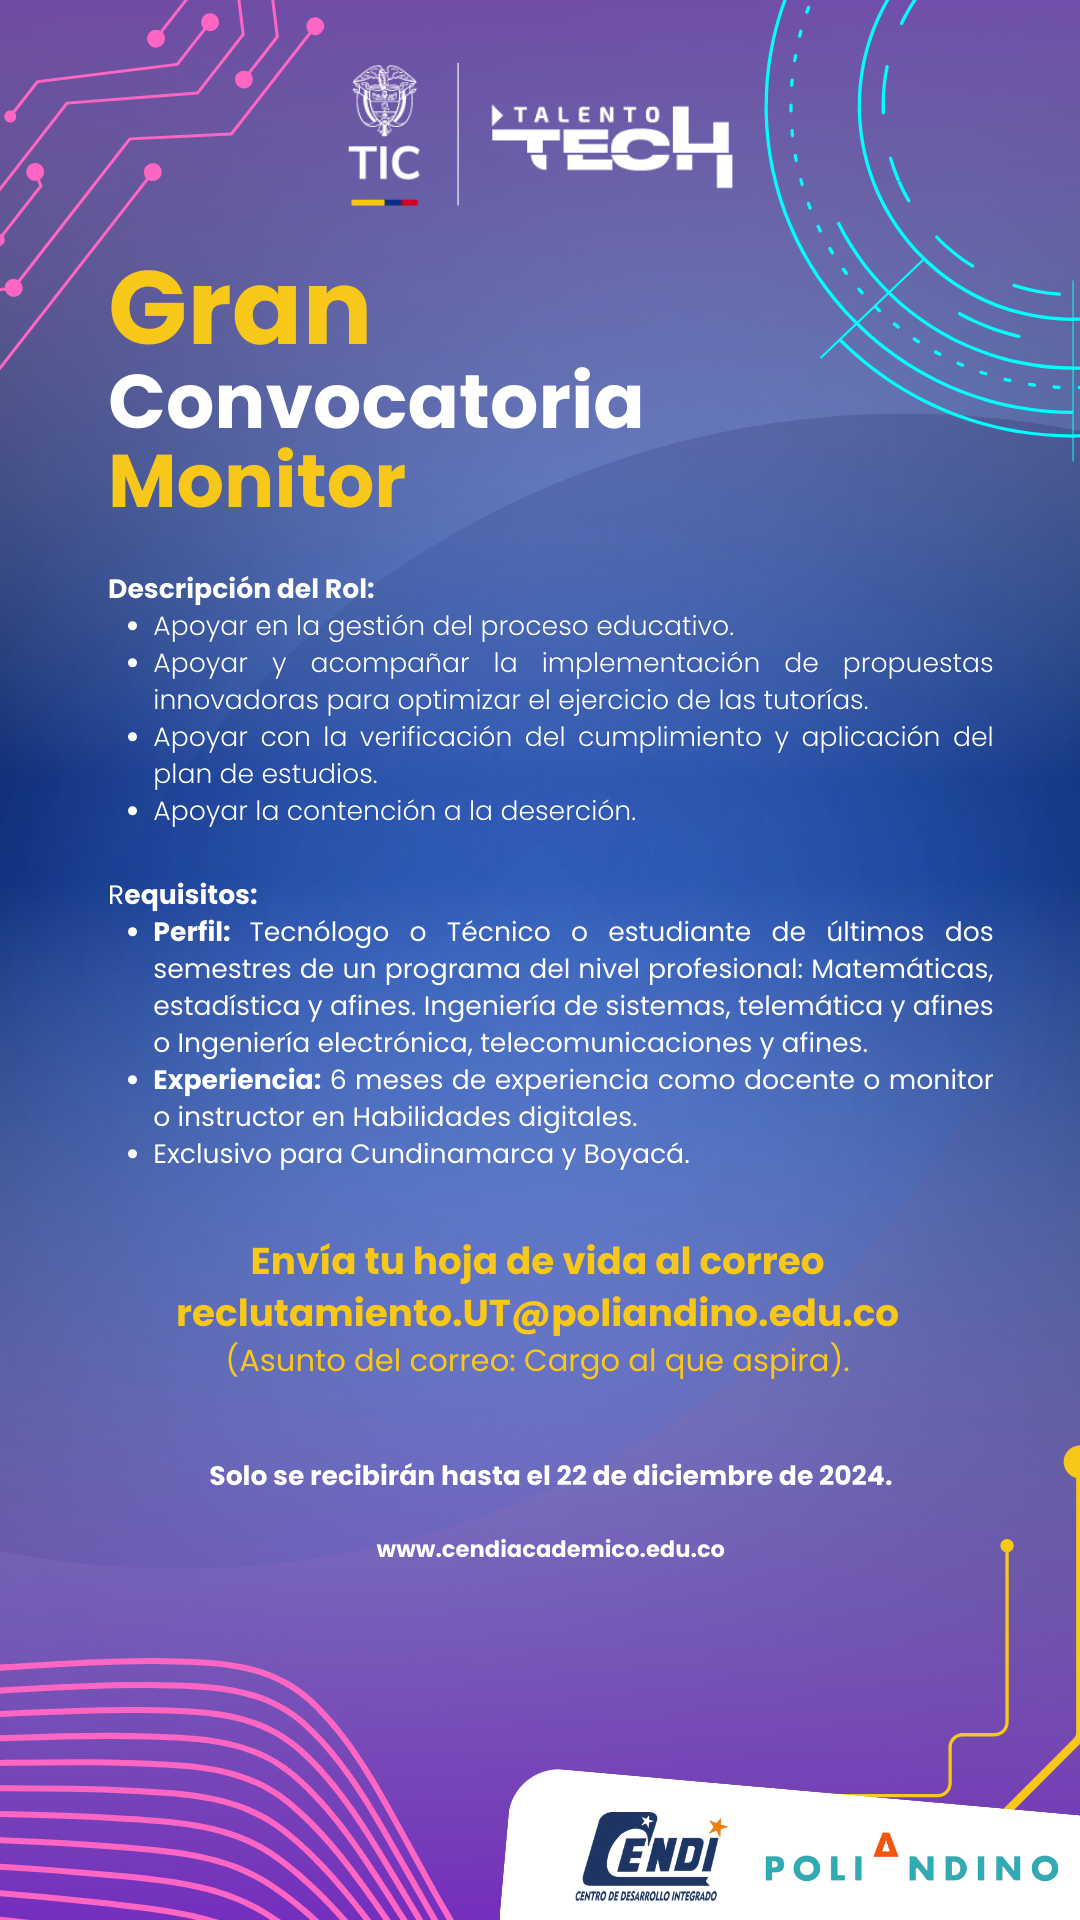 TIC
TALENTO
TECH
Gran
Convocatoria
Monitor
Descripción del Rol:
• Apoyar en la gestión del proceso educativo.
• Apoyar y acompañar la implementación de propuestas
innovadoras para optimizar el ejercicio de las tutorías.
• Apoyar con la verificación del cumplimiento y aplicación del
plan de estudios.
• Apoyar la contención a la deserción.
Requisitos:
• Perfil: Tecnólogo o Técnico o estudiante de últimos dos
semestres de un programa del nivel profesional: Matemáticas,
estadística y afines. Ingeniería de sistemas, telemática y afines
o Ingeniería electrónica, telecomunicaciones y afines.
• Experiencia: 6 meses de experiencia como docente o monitor
o instructor en Habilidades digitales.
• Exclusivo para Cundinamarca y Boyacá.
Envía tu hoja de vida al correo
reclutamiento.UT@poliandino.edu.co
(Asunto del correo: Cargo al que aspira).
Solo se recibirán hasta el 22 de diciembre de 2024.
www.cendiacademico.edu.co
CENDI
CENTRO DE DESARROLLO INTEGRADO
POLIANDINO